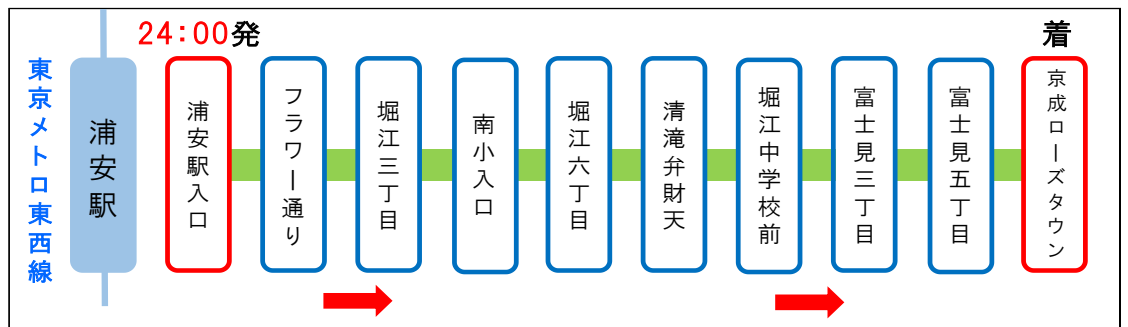 24:00発
着
東京メトロ東西線
浦安駅
浦安駅入口
フラワー通り
堀江三丁目
南小入口
堀江六丁目
清滝弁財天
堀江中学校前
富士見三丁目
富士見五丁目
京成ローズタウン